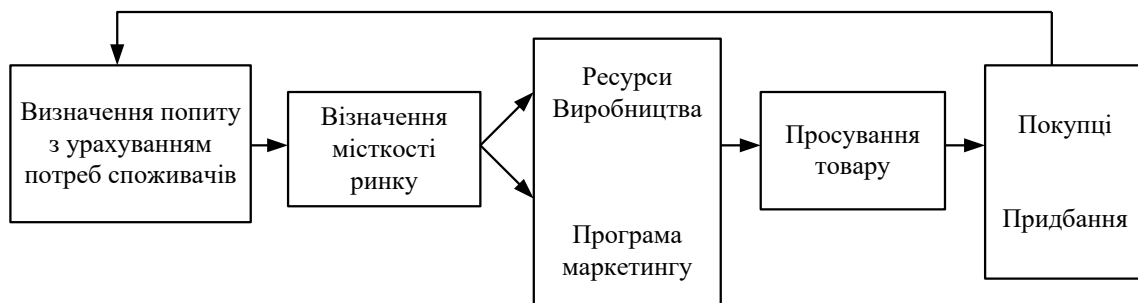 Визначення попиту
з урахуванням
потреб споживачів
Візначення
місткості
ринку
Ресурси
Виробництва
Програма
маркетингу
Просування
товару
Покупці
Придбання